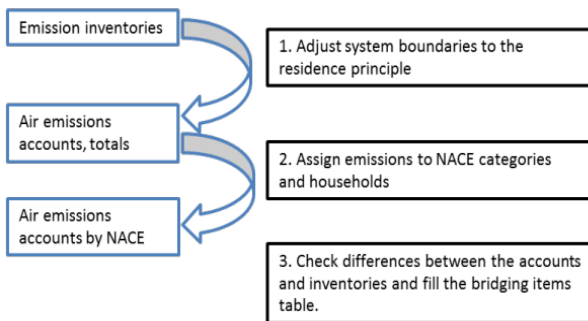 Emission inventories
1. Adjust system boundaries to the
residence principle
Air emissions
accounts, totals
2. Assign emissions to NACE categories
and households
Air emissions
accounts by NACE
3. Check differences between the accounts
and inventories and fill the bridging items
table.